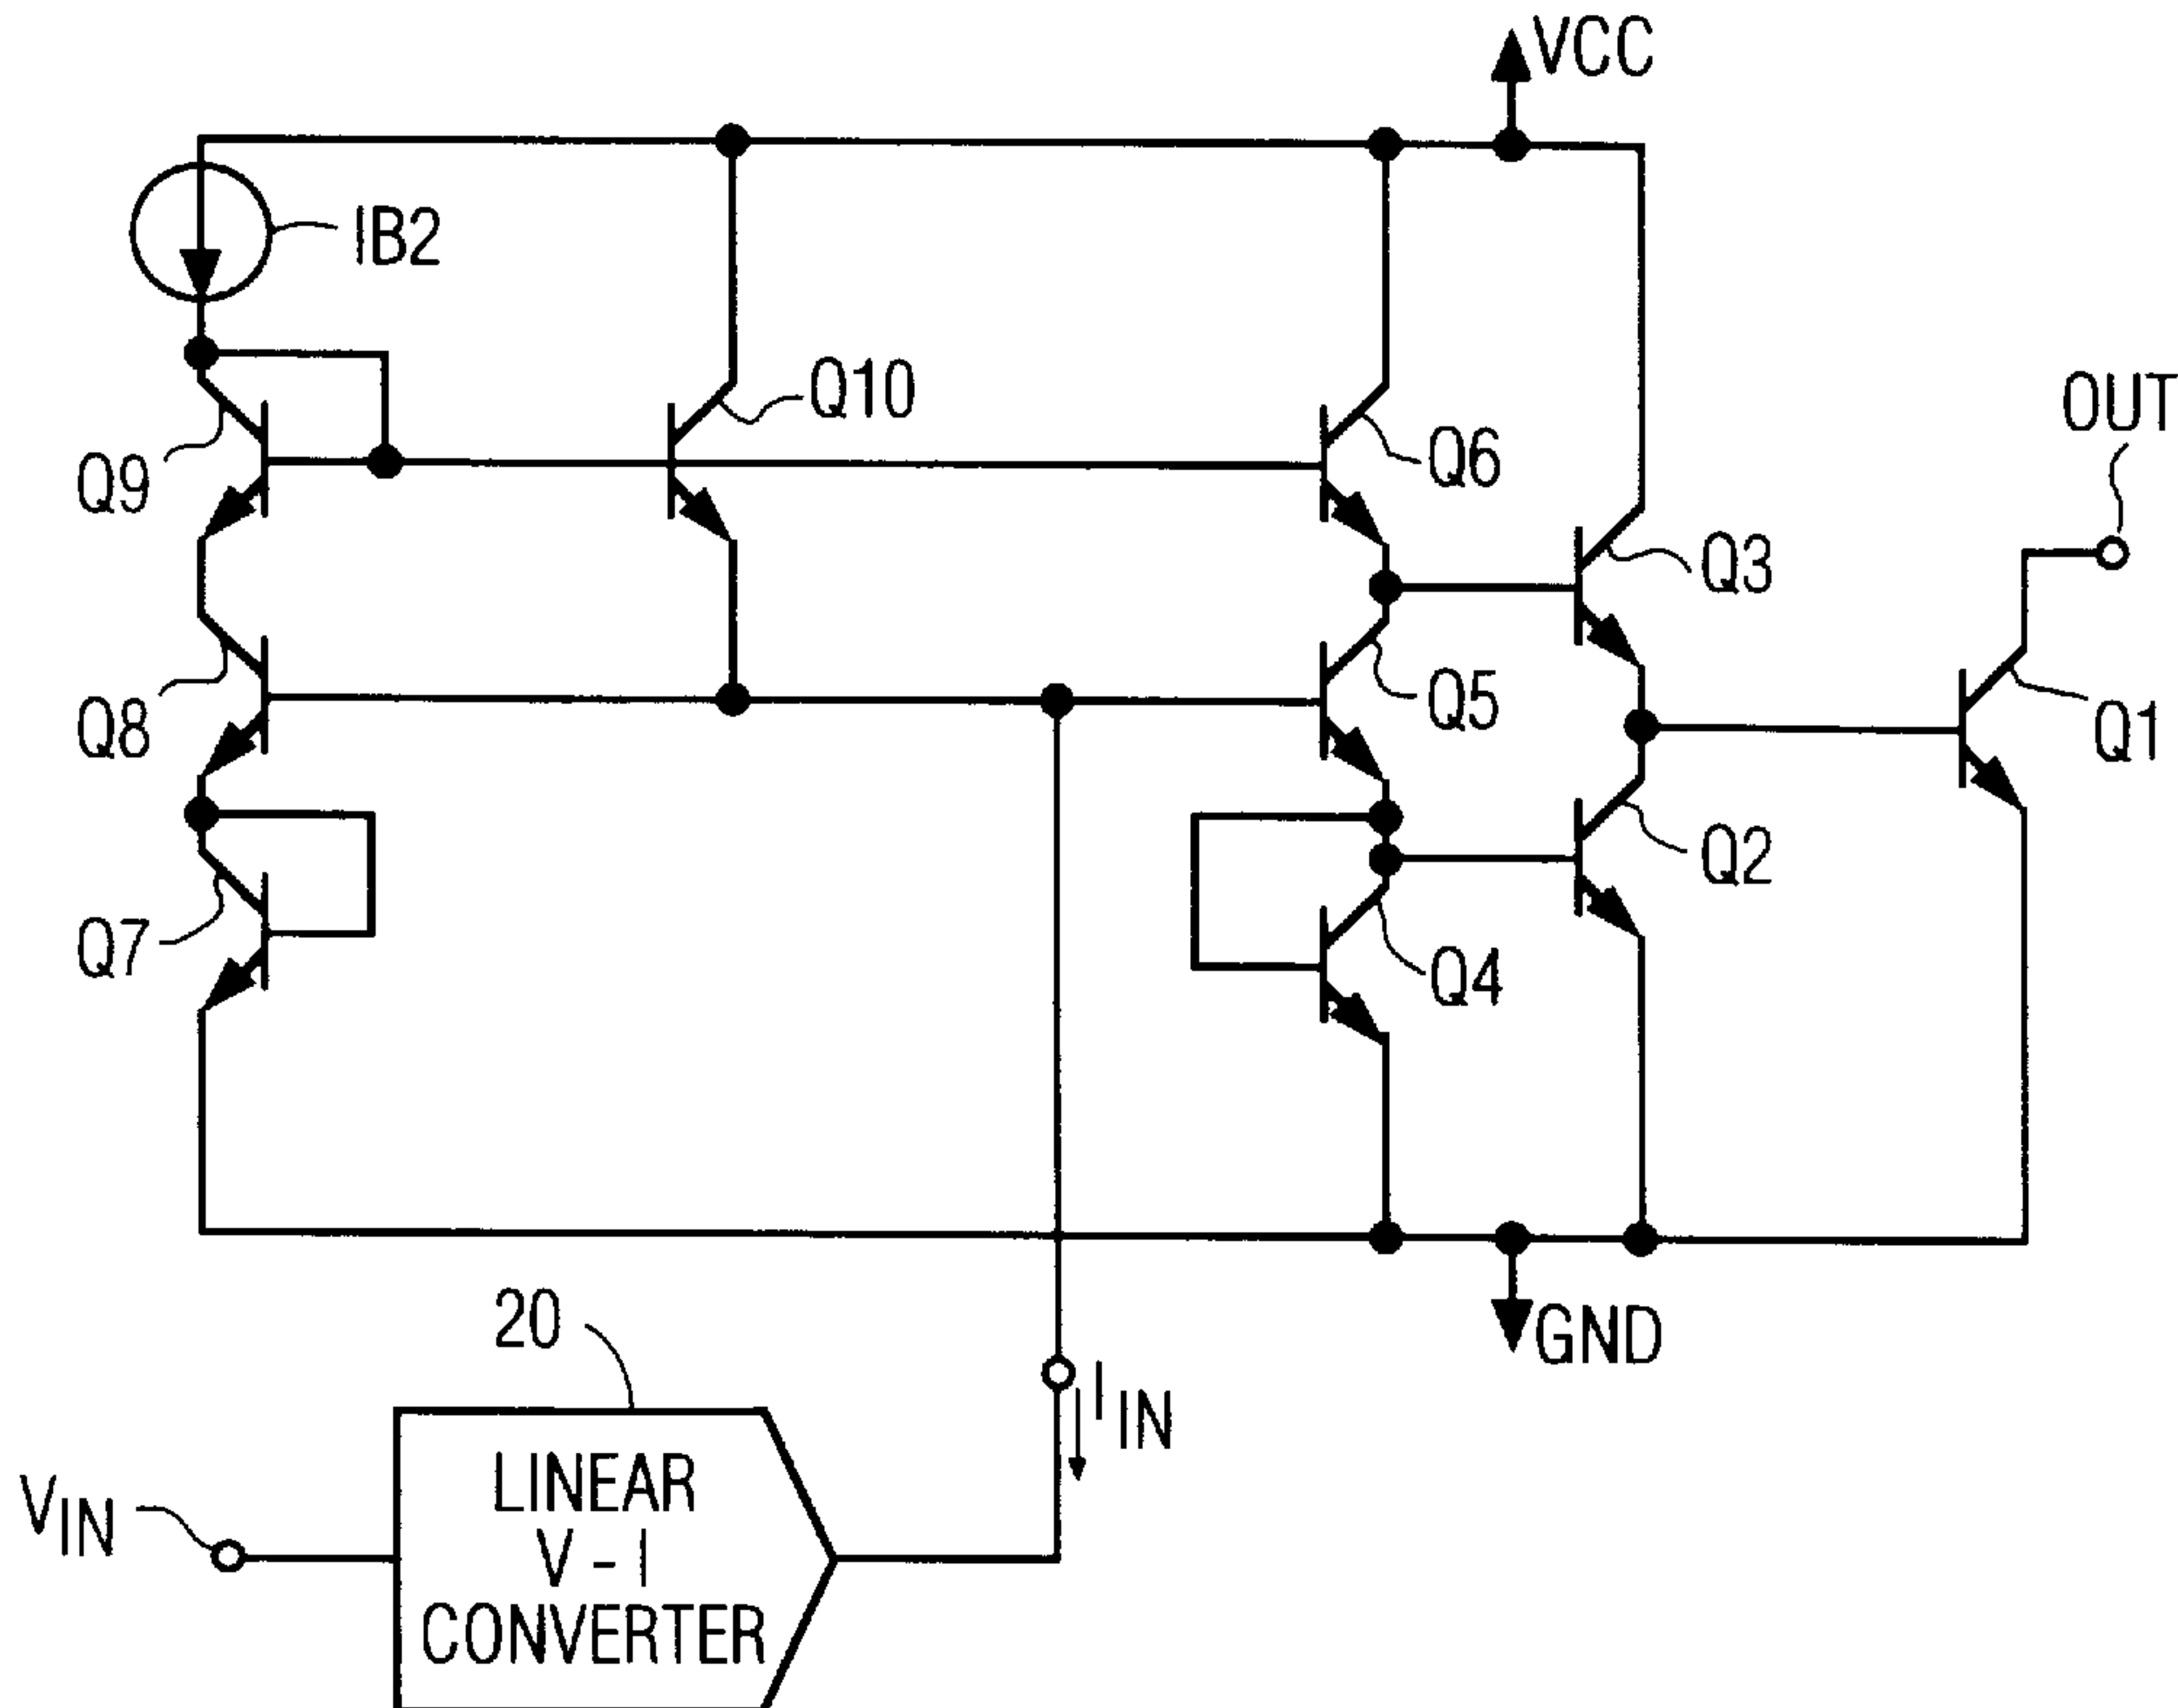 VCC
IB2
Q10
OUT
Q6
Q9
Q3
Q5
Q8
Q1
Q2
Q7
Q4
20
GND
IIN
VIN
LINEAR
V-I
CONVERTER